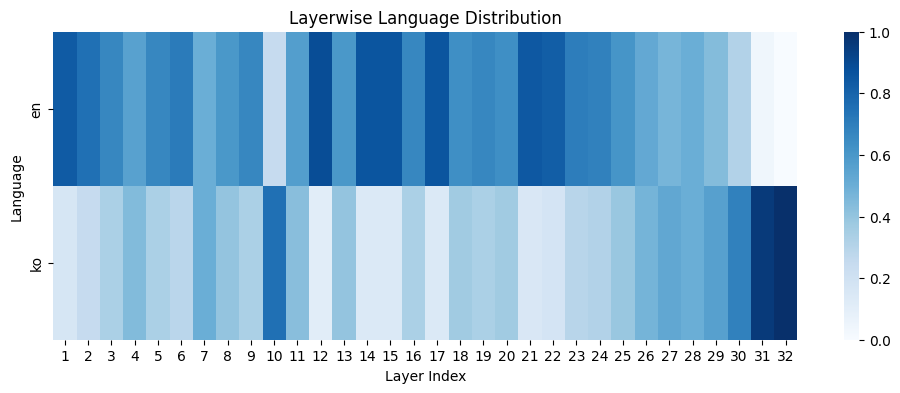 Layerwise Language Distribution
Language
en
ko
1 2 3 4 5 6 7 8 9 10 11 12 13 14 15 16 17 18 19 20 21 22 23 24 25 26 27 28 29 30 31 32
Layer Index
1.0
0.8
0.6
0.4
0.2
0.0